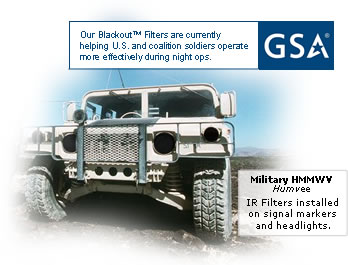 Our Blackout™ Filters are currently
helping U.S. and coalition soldiers operate
more effectively during night ops.
GSA
Military HMMWV
Humvee
IR Filters installed
on signal markers
and headlights.